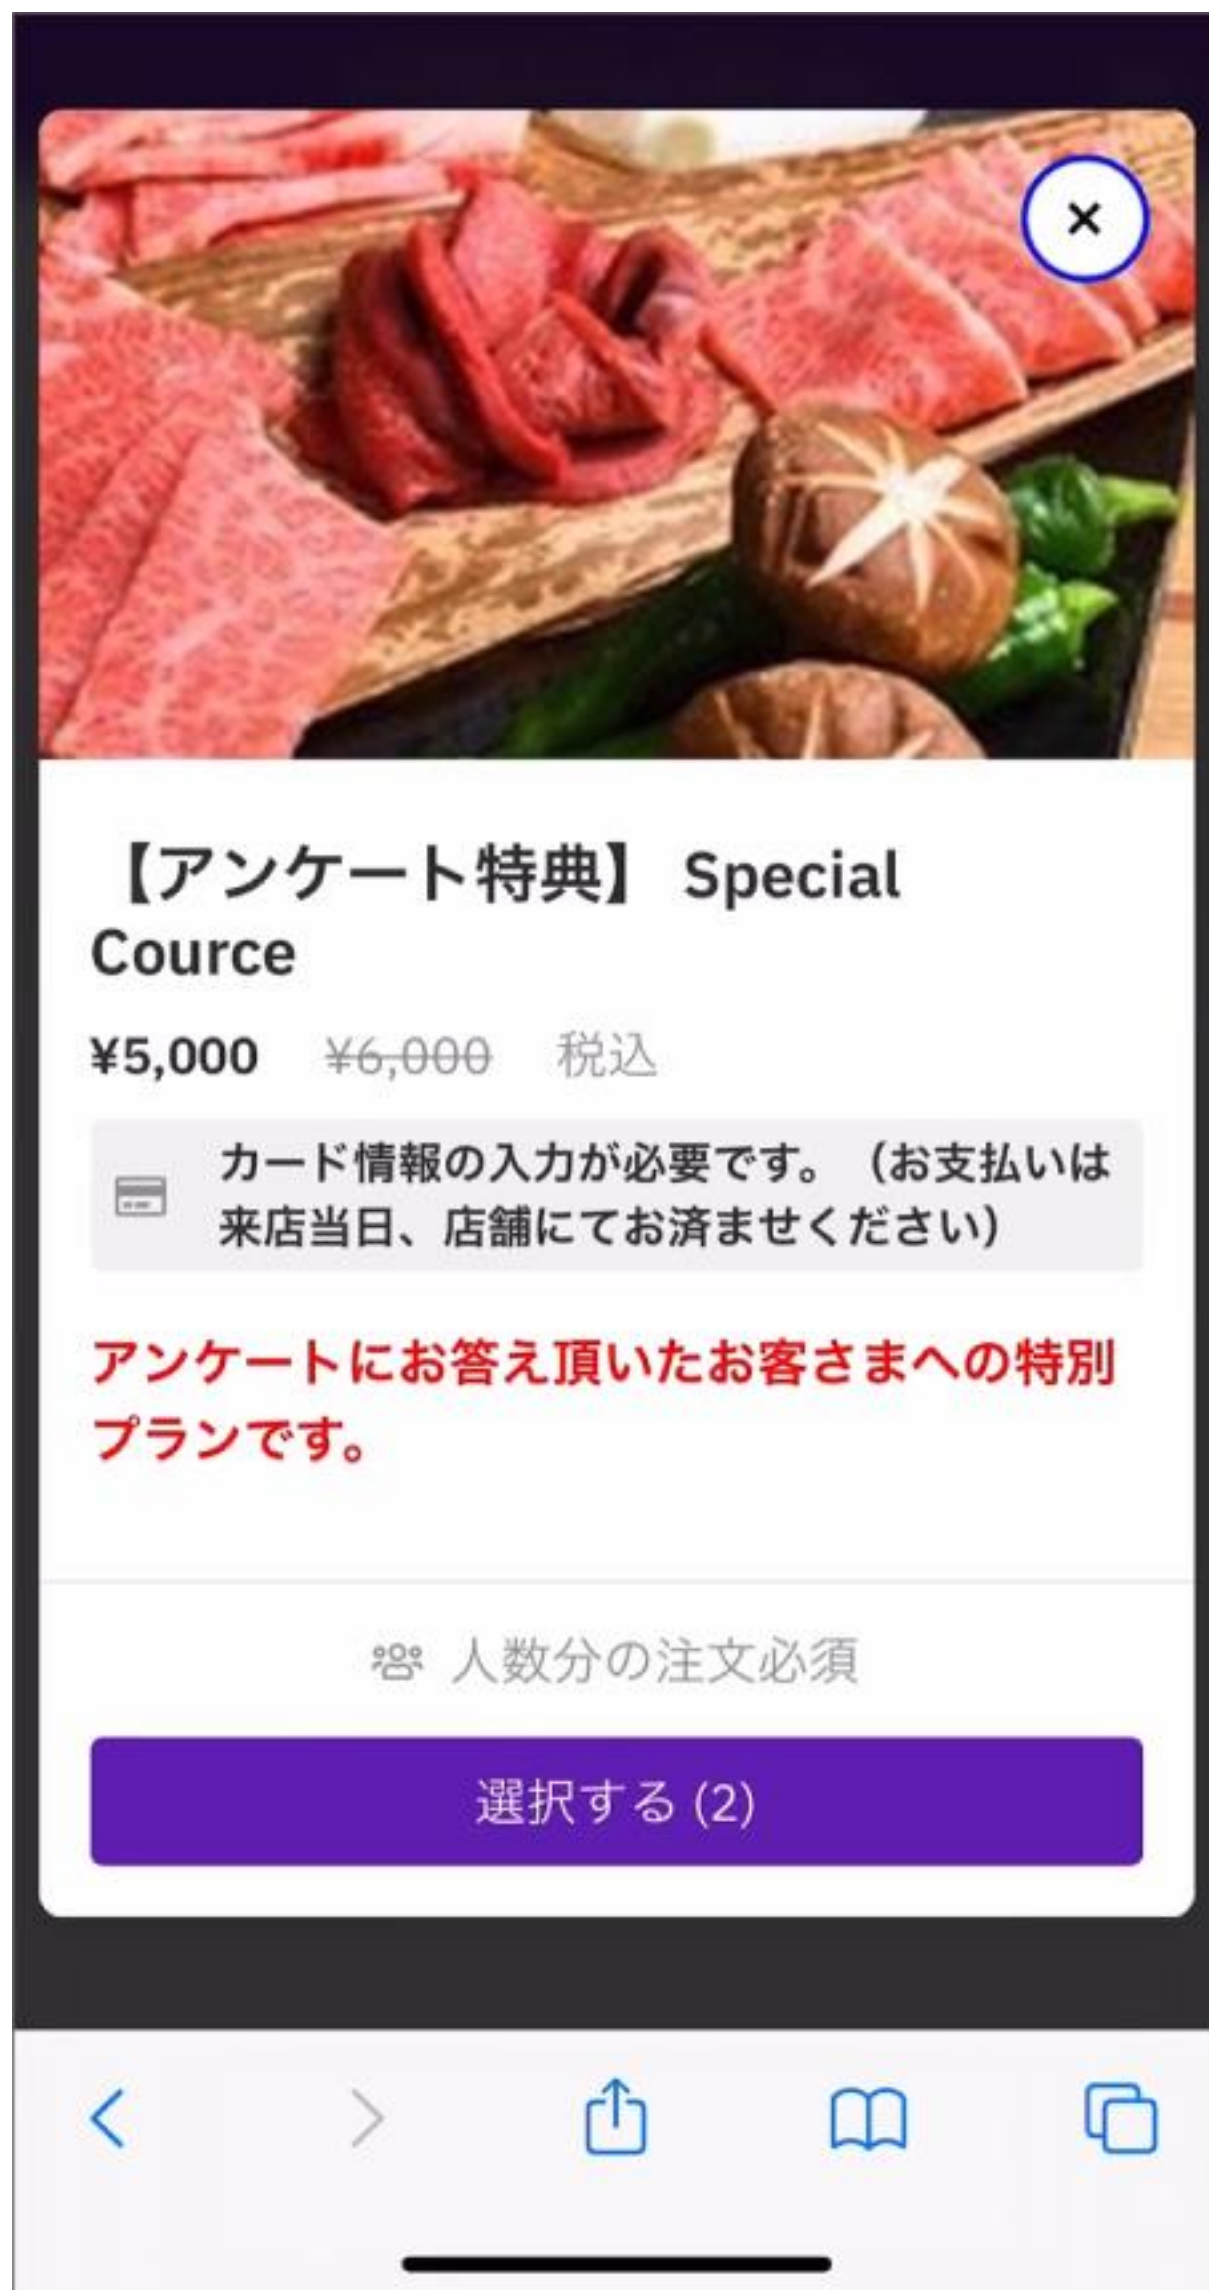 【アンケート特典】 Special
Cource
¥5,000 ¥6,000 税込
カード情報の入力が必要です。（お支払いは
来店当日、店舗にてお済ませください）
アンケートにお答え頂いたお客さまへの特別
プランです。
人数分の注文必須
選択する (2)